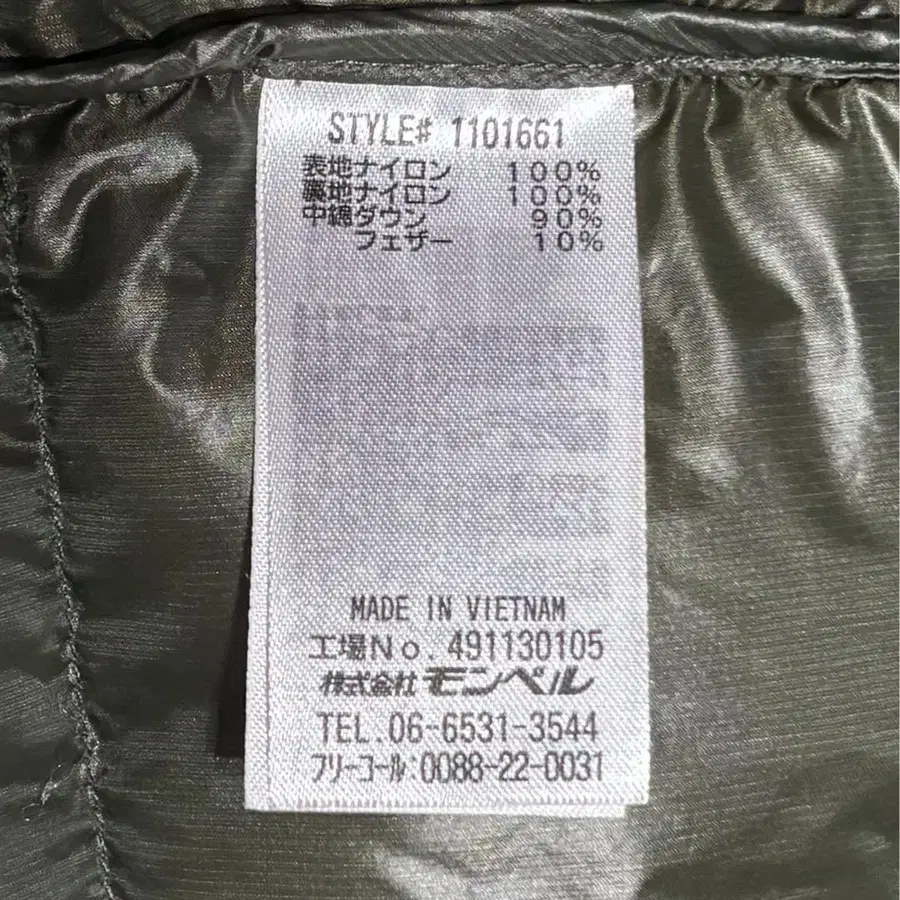 STYLE# 1101661
表地ナイロン 100%
裏地ナイロン 100%
中綿ダウン 90%
フェザー 10%
MADE IN VIETNAM
工場No. 491130105
株式会社 モンベル
TEL. 06-6531-3544
フリーコール:0088-22-0031